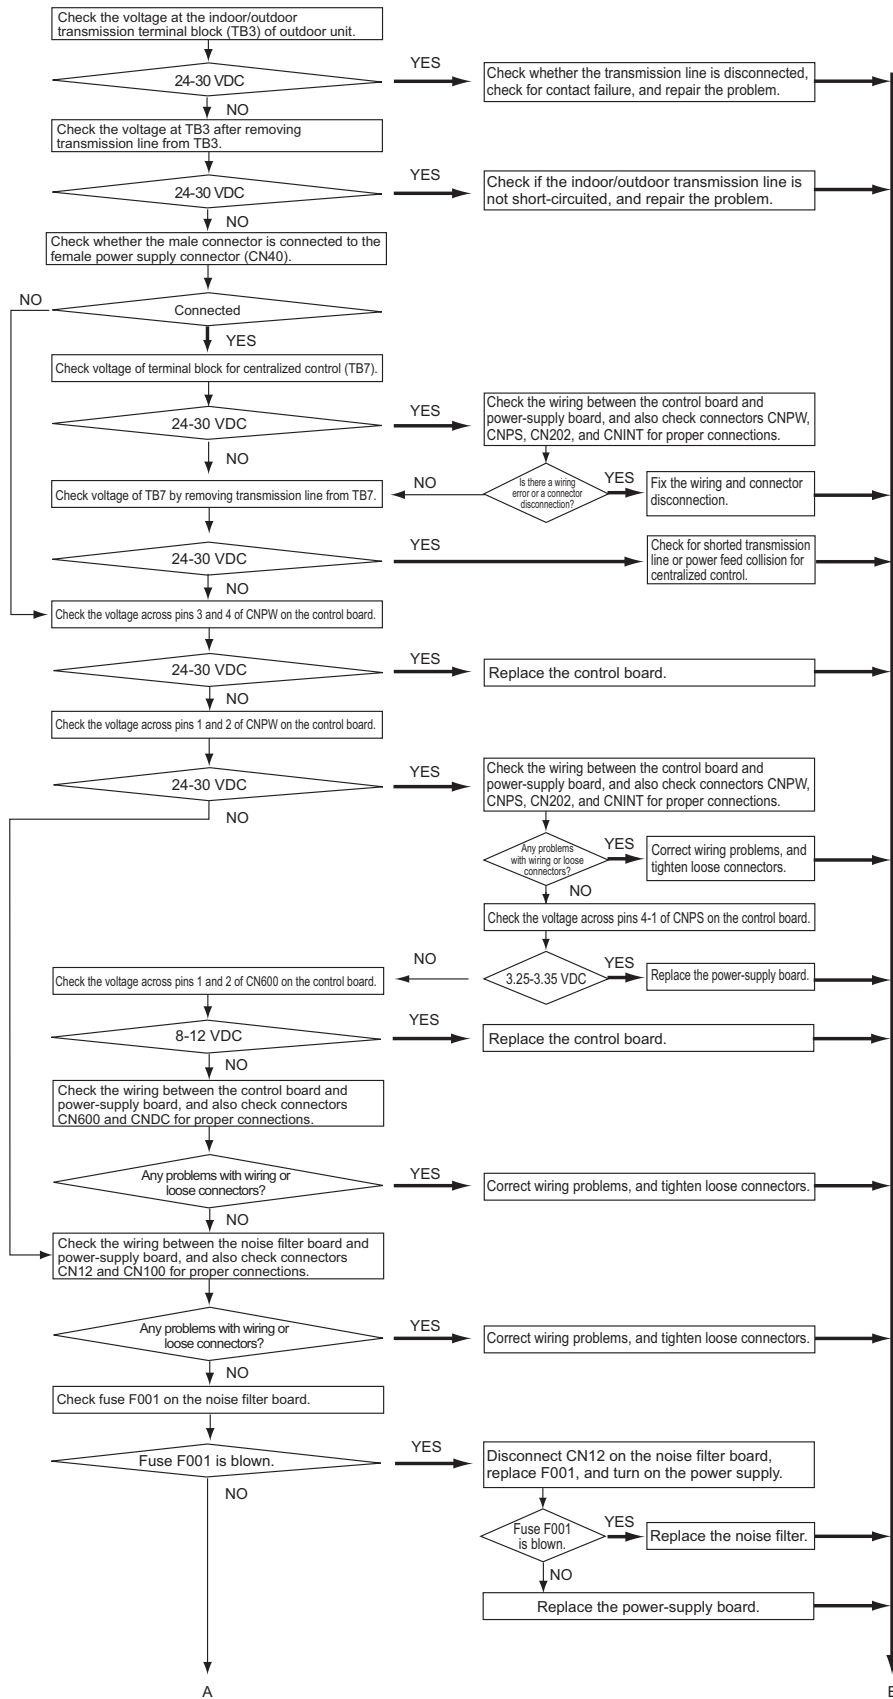 Check the voltage at the indoor/outdoor
transmission terminal block (TB3) of outdoor unit.
24-30 VDC
YES
Check whether the transmission line is disconnected,
check for contact failure, and repair the problem.
NO
Check the voltage at TB3 after removing
transmission line from TB3.
24-30 VDC
YES
Check if the indoor/outdoor transmission line is
not short-circuited, and repair the problem.
NO
Check whether the male connector is connected to the
female power supply connector (CN40).
NO
Connected
YES
Check voltage of terminal block for centralized control (TB7).
24-30 VDC
YES
Check the wiring between the control board and
power-supply board, and also check connectors CNPW,
CNPS, CN202, and CNINT for proper connections.
NO
Is there a wiring
error or a connector
disconnection?
YES
Fix the wiring and connector
disconnection.
NO
Check voltage of TB7 by removing transmission line from TB7.
24-30 VDC
YES
Check for shorted transmission
line or power feed collision for
centralized control.
NO
Check the voltage across pins 3 and 4 of CNPW on the control board.
24-30 VDC
YES
Replace the control board.
NO
Check the voltage across pins 1 and 2 of CNPW on the control board.
24-30 VDC
YES
Check the wiring between the control board and
power-supply board, and also check connectors CNPW,
CNPS, CN202, and CNINT for proper connections.
NO
Any problems
with wiring or loose
connectors?
YES
Correct wiring problems, and
tighten loose connectors.
NO
Check the voltage across pins 4-1 of CNPS on the control board.
3.25-3.35 VDC
YES
Replace the power-supply board.
NO
Check the voltage across pins 1 and 2 of CN600 on the control board.
8-12 VDC
YES
Replace the control board.
NO
Check the wiring between the control board and
power-supply board, and also check connectors
CN600 and CNDC for proper connections.
Any problems with wiring or
loose connectors?
YES
Correct wiring problems, and tighten loose connectors.
NO
Check the wiring between the noise filter board and
power-supply board, and also check connectors
CN12 and CN100 for proper connections.
Any problems with wiring or
loose connectors?
YES
Correct wiring problems, and tighten loose connectors.
NO
Check fuse F001 on the noise filter board.
Fuse F001 is blown.
YES
Disconnect CN12 on the noise filter board,
replace F001, and turn on the power supply.
NO
Fuse F001
is blown.
YES
Replace the noise filter.
NO
Replace the power-supply board.
A